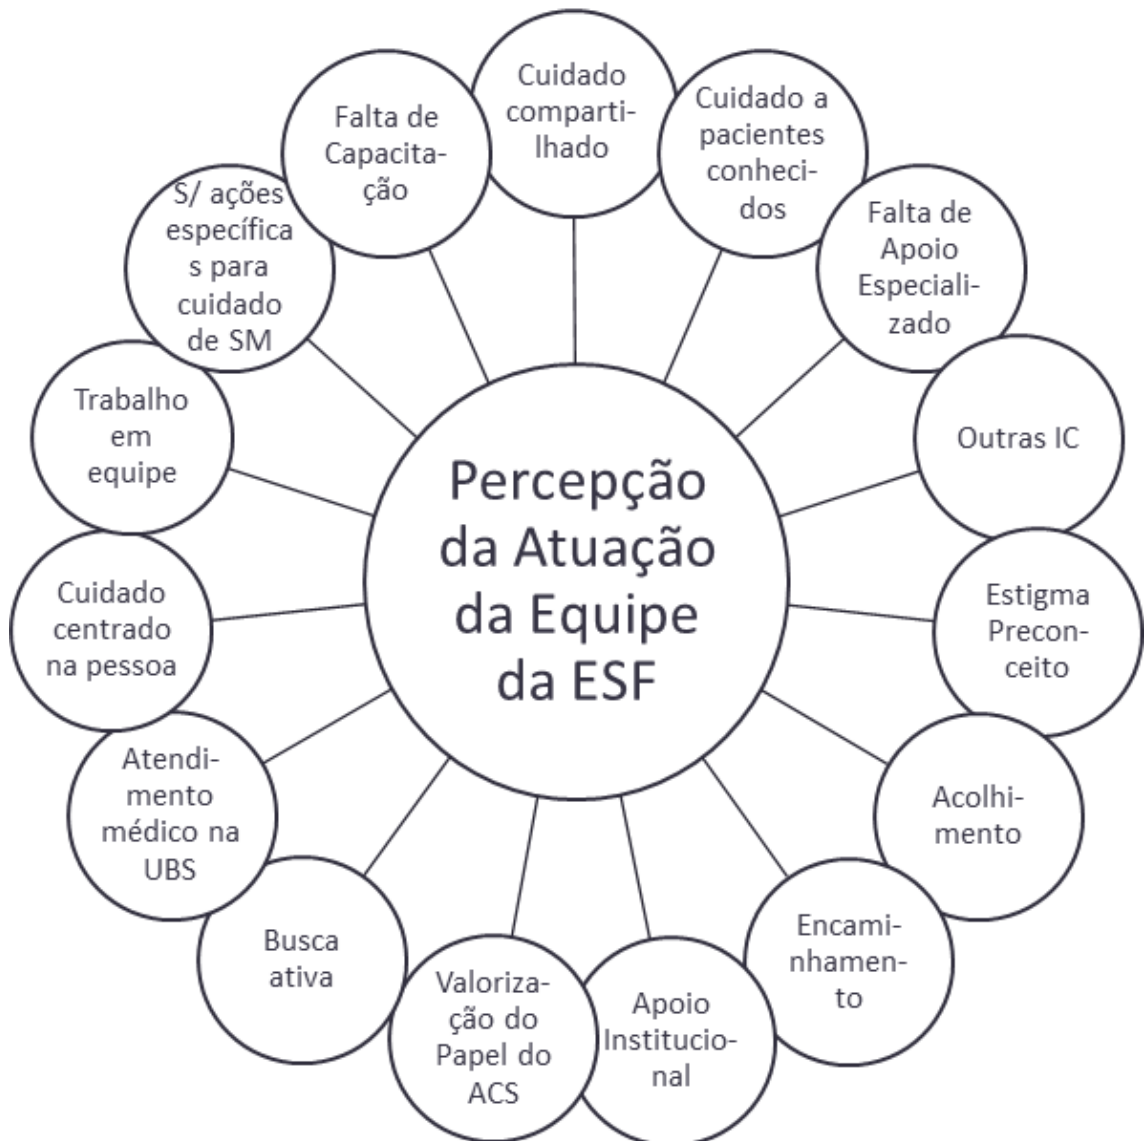 Cuidado
comparti-
lhado
Cuidado a
pacientes
conheci-
dos
Falta de
Apoio
Especiali-
zado
Outras IC
Estigma
Precon-
ceito
Acolhi-
mento
Encami-
nhamen-
to
Apoio
Institucio-
nal
Valoriza-
ção do
Papel do
ACS
Busca
ativa
Atendi-
mento
médico na
UBS
Cuidado
centrado
na pessoa
Trabalho
em
equipe
S/ ações
específica
s para
cuidado
de SM
Falta de
Capacita-
ção
Percepção
da Atuação
da Equipe
da ESF